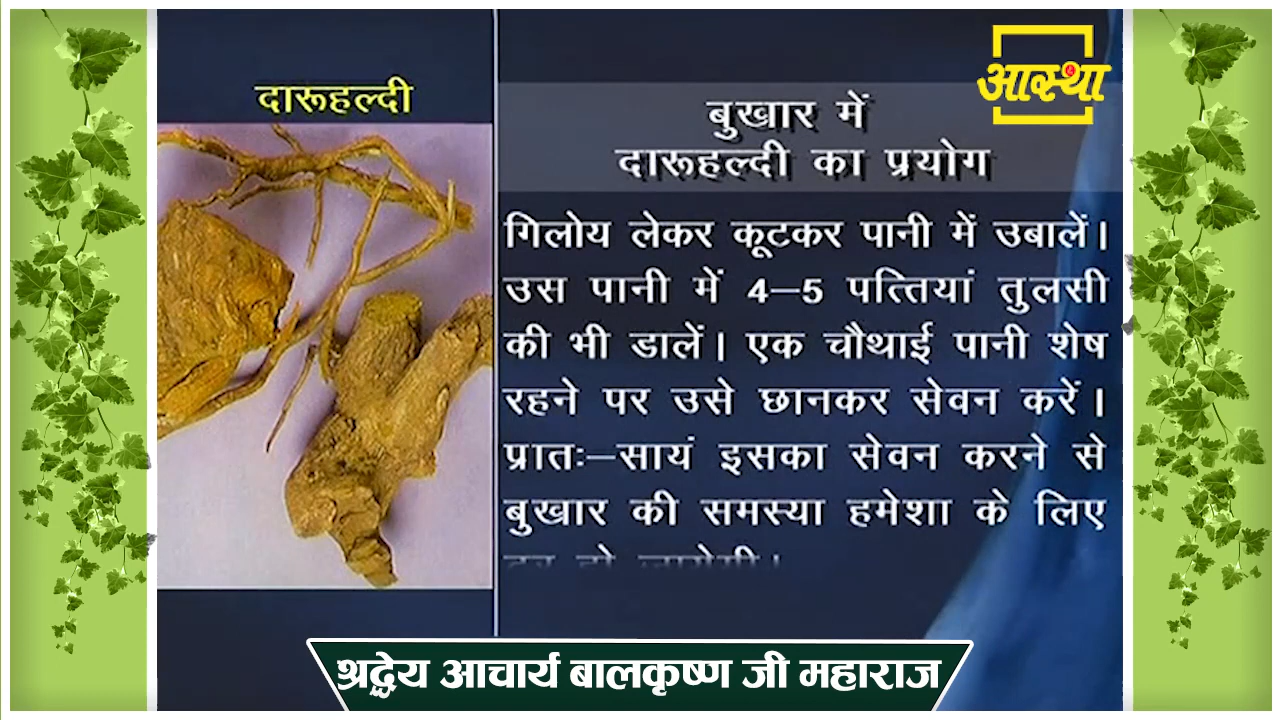 दारूहल्दी
आस्था
बुखार में
दारूहल्दी का प्रयोग
गिलोय लेकर कूटकर पानी में उबालें।
उस पानी में 4–5 पत्तियां तुलसी
की भी डालें। एक चौथाई पानी शेष
रहने पर उसे छानकर सेवन करें।
प्रातः–सायं इसका सेवन करने से
बुखार की समस्या हमेशा के लिए
श्रद्धेय आचार्य बालकृष्ण जी महाराज